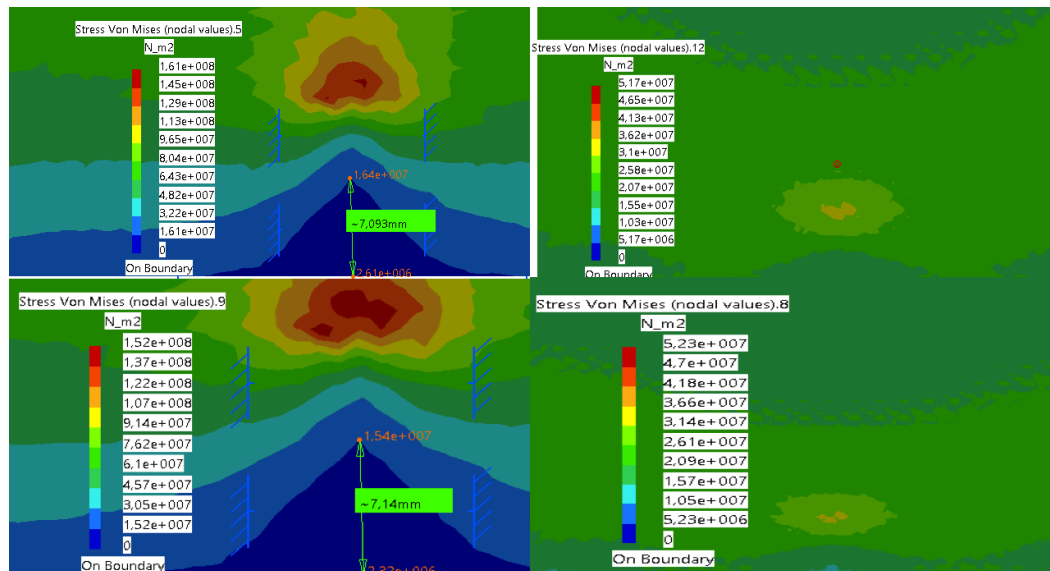 Stress Von Mises (nodal values).5
N_m2
1,61e+008
1,45e+008
1,29e+008
1,13e+008
9,65e+007
8,04e+007
6,43e+007
4,82e+007
3,22e+007
1,61e+007
0
On Boundary
1,64e+007
~7,093mm
2,61e+006
Stress Von Mises (nodal values).12
N_m2
5,17e+007
4,65e+007
4,13e+007
3,62e+007
3,1e+007
2,58e+007
2,07e+007
1,55e+007
1,03e+007
5,17e+006
0
On Boundary
Stress Von Mises (nodal values).9
N_m2
1,52e+008
1,37e+008
1,22e+008
1,07e+008
9,14e+007
7,62e+007
6,1e+007
4,57e+007
3,05e+007
1,52e+007
0
On Boundary
1,54e+007
~7,14mm
Stress Von Mises (nodal values).8
N_m2
5,23e+007
4,7e+007
4,18e+007
3,66e+007
3,14e+007
2,61e+007
2,09e+007
1,57e+007
1,05e+007
5,23e+006
0
On Boundary